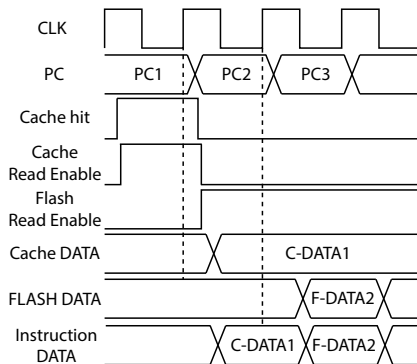 CLK
PC
PC1 PC2 PC3
Cache hit
Cache
Read Enable
Flash
Read Enable
Cache DATA
C-DATA1
FLASH DATA
F-DATA2
Instruction
DATA
C-DATA1 F-DATA2